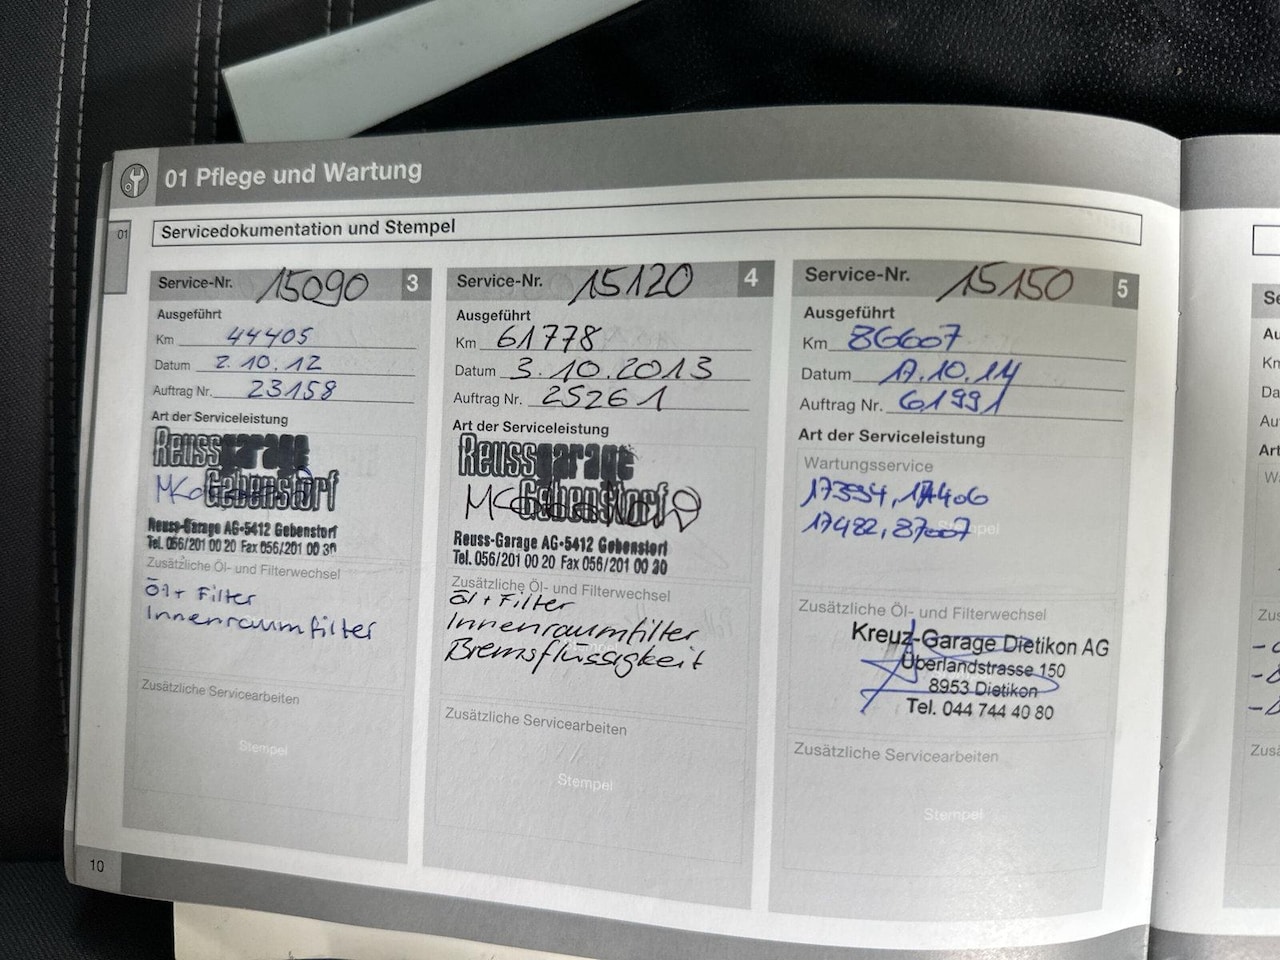 01 Pflege und Wartung
01
Servicedokumentation und Stempel
Service-Nr. 15090 3
Ausgeführt
Km 44405
Datum 2.10.12
Auftrag Nr. 23158
Art der Serviceleistung
Reussgarage
Gebenstorf
Reuss-Garage AG·5412 Gebenstorf
Tel. 056/201 00 20 Fax 056/201 00 30
Zusätzliche Öl- und Filterwechsel
Öl + Filter
Innenraumfilter
Zusätzliche Servicearbeiten
Stempel
Service-Nr. 15120 4
Ausgeführt
Km 61778
Datum 3.10.2013
Auftrag Nr. 25261
Art der Serviceleistung
Reussgarage
Gebenstorf
Reuss-Garage AG·5412 Gebenstorf
Tel. 056/201 00 20 Fax 056/201 00 30
Zusätzliche Öl- und Filterwechsel
Öl + Filter
Innenraumfilter
Bremsflüssigkeit
Zusätzliche Servicearbeiten
Stempel
Service-Nr. 15150 5
Ausgeführt
Km 86007
Datum 17.10.14
Auftrag Nr. 61991
Art der Serviceleistung
Wartungsservice
17482, 87007
Zusätzliche Öl- und Filterwechsel
Kreuz-Garage Dietikon AG
Überlandstrasse 150
8953 Dietikon
Tel. 044 744 40 80
Zusätzliche Servicearbeiten
Stempel
10